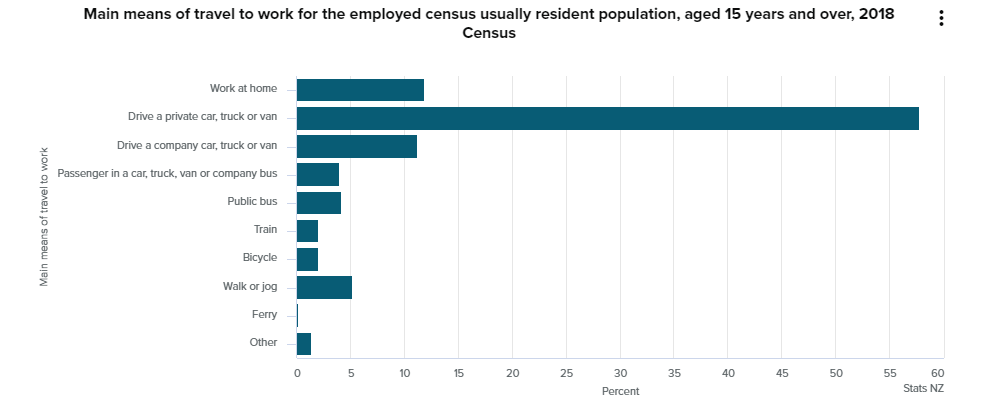 Main means of travel to work for the employed census usually resident population, aged 15 years and over, 2018
Census
Means of travel to work
Work at home
Drive a private car, truck or van
Drive a company car, truck or van
Passenger in a car, truck, van or company bus
Public bus
Train
Bicycle
Walk or jog
Ferry
Other
0 5 10 15 20 25 30 35 40 45 50 55 60
Percent
Stats NZ